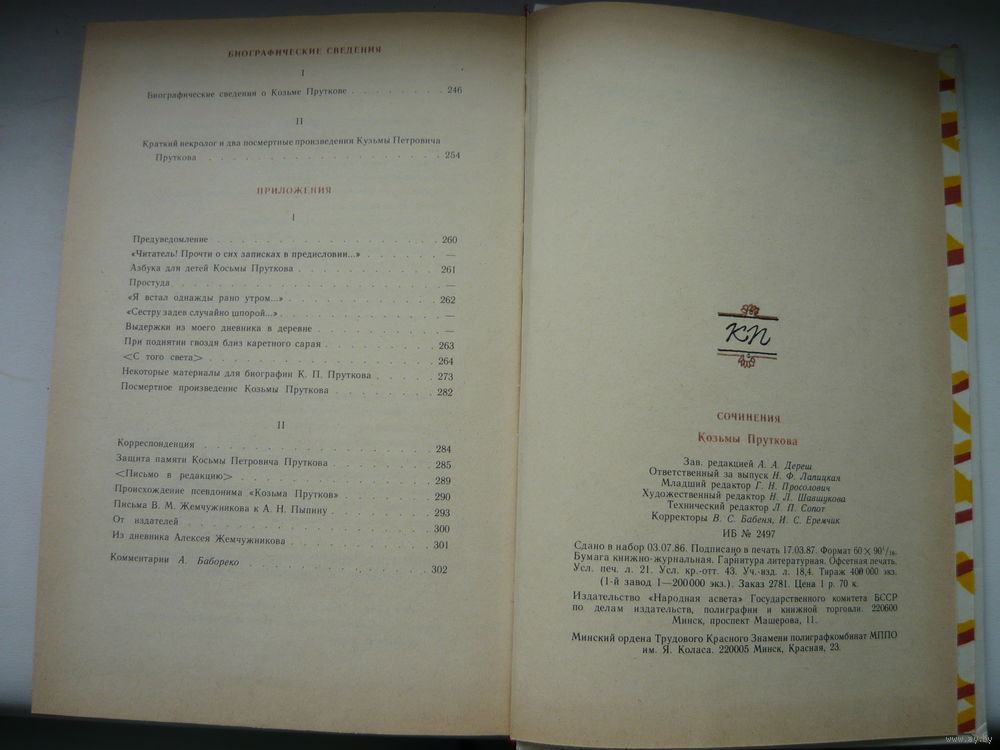 БИОГРАФИЧЕСКИЕ СВЕДЕНИЯ
I
Биографические сведения о Козьме Пруткове . . . . . . . . . 246
II
Краткий некролог и два посмертные произведения Кузьмы Петровича
Пруткова . . . . . . . . . . . . . . . . . . 254
ПРИЛОЖЕНИЯ
I
Предуведомление . . . . . . . . . . . . . . . . . 260
«Читатель! Прочти о сих записках в предисловии...» . . . . . . —
Азбука для детей Косьмы Пруткова . . . . . . . . . . . 261
Простуда . . . . . . . . . . . . . . . . . . . —
«Я встал однажды рано утром...» . . . . . . . . . . . 262
«Сестру задев случайно шпорой...» . . . . . . . . . . . —
Выдержки из моего дневника в деревне . . . . . . . . . —
При поднятии гвоздя близ каретного сарая . . . . . . . . 263
<С того света> . . . . . . . . . . . . . . . . . 264
Некоторые материалы для биографии К. П. Пруткова . . . . . 273
Посмертное произведение Козьмы Пруткова . . . . . . . . 282
II
Корреспонденция . . . . . . . . . . . . . . . . . 284
Защита памяти Косьмы Петровича Пруткова . . . . . . . . 285
<Письмо в редакцию> . . . . . . . . . . . . . . . 289
Происхождение псевдонима «Козьма Прутков» . . . . . . . 290
Письма В. М. Жемчужникова к А. Н. Пыпину . . . . . . . 293
От издателей . . . . . . . . . . . . . . . . . . 300
Из дневника Алексея Жемчужникова . . . . . . . . . . 301
Комментарии А. Бабореко . . . . . . . . . . . . . . 302
КП
СОЧИНЕНИЯ
Козьмы Пруткова
Зав. редакцией А. А. Дереш
Ответственный за выпуск Н. Ф. Лапицкая
Младший редактор Г. Н. Просолович
Художественный редактор Н. Л. Шавшукова
Технический редактор Л. П. Сопот
Корректоры В. С. Бабеня, И. С. Еремчик
ИБ № 2497
Сдано в набор 03.07.86. Подписано в печать 17.03.87. Формат 60×90¹/₁₆.
Бумага книжно-журнальная. Гарнитура литературная. Офсетная печать.
Усл. печ. л. 21. Усл. кр.-отт. 43. Уч.-изд. л. 18,4. Тираж 400 000 экз.
(1-й завод 1—200 000 экз.). Заказ 2781. Цена 1 р. 70 к.
Издательство «Народная асвета» Государственного комитета БССР
по делам издательств, полиграфии и книжной торговли. 220600
Минск, проспект Машерова, 11.
Минский ордена Трудового Красного Знамени полиграфкомбинат МППО
им. Я. Коласа. 220005 Минск, Красная, 23.
www.ay.by